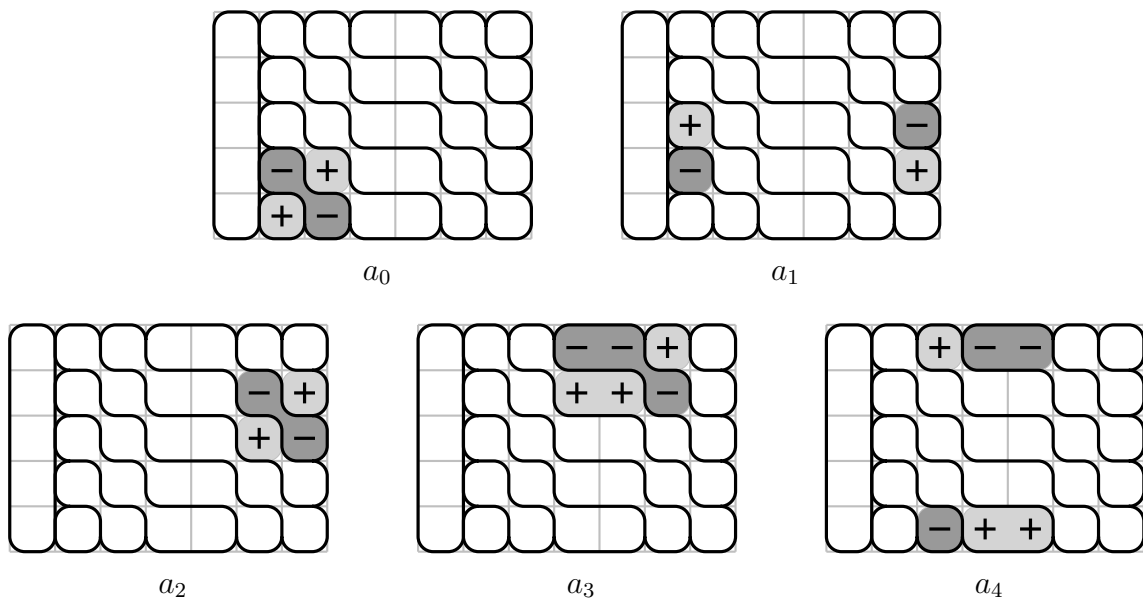 − +
+ −
+ −
− +
a₀ a₁
− − +
+ + −
+ − −
− +
+ −
− + +
a₂ a₃ a₄